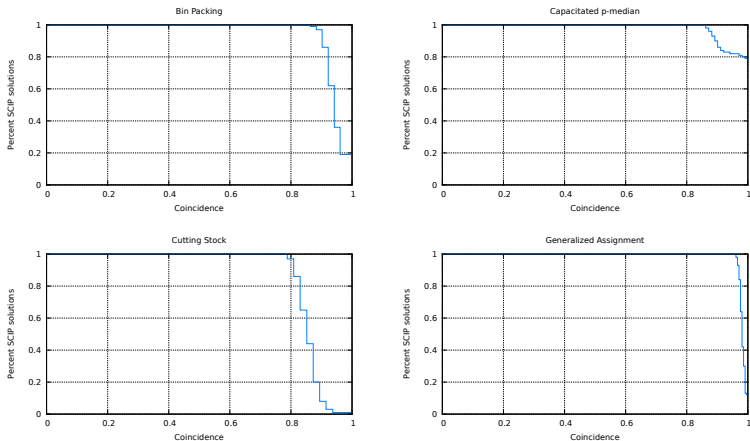 Bin Packing
1
0.8
0.6
0.4
0.2
0
Percent SCIP solutions
0 0.2 0.4 0.6 0.8 1
Coincidence
Capacitated p-median
1
0.8
0.6
0.4
0.2
0
Percent SCIP solutions
0 0.2 0.4 0.6 0.8 1
Coincidence
Cutting Stock
1
0.8
0.6
0.4
0.2
0
Percent SCIP solutions
0 0.2 0.4 0.6 0.8 1
Coincidence
Generalized Assignment
1
0.8
0.6
0.4
0.2
0
Percent SCIP solutions
0 0.2 0.4 0.6 0.8 1
Coincidence